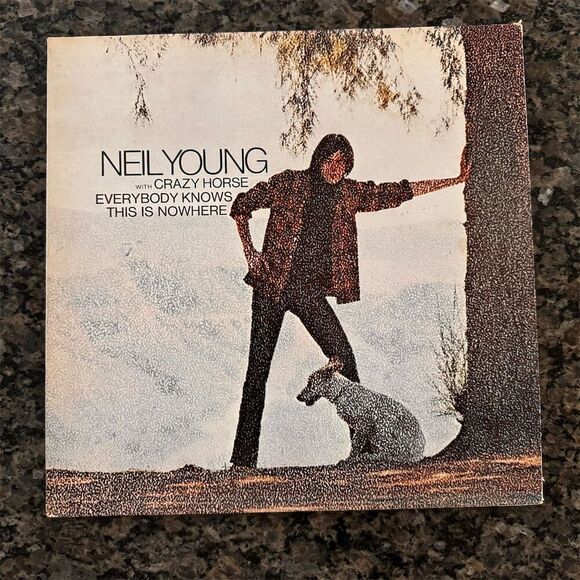 NEIL YOUNG
WITH CRAZY HORSE
EVERYBODY KNOWS
THIS IS NOWHERE